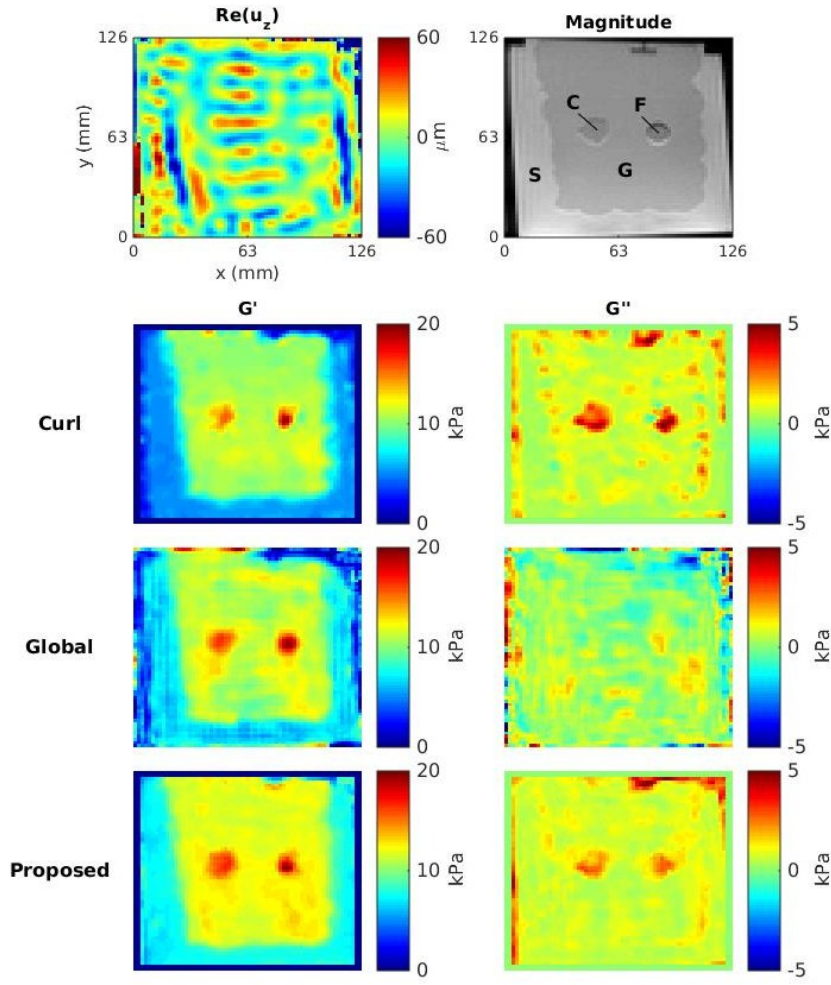 Re(u_z) Magnitude
126 60 126
C F
y (mm) 63 0 μm 63
S G
0 -60 0
0 63 126 0 63 126
x (mm)
G' G''
20 5
Curl 10 kPa 0 kPa
0 -5
20 5
Global 10 kPa 0 kPa
0 -5
20 5
Proposed 10 kPa 0 kPa
0 -5